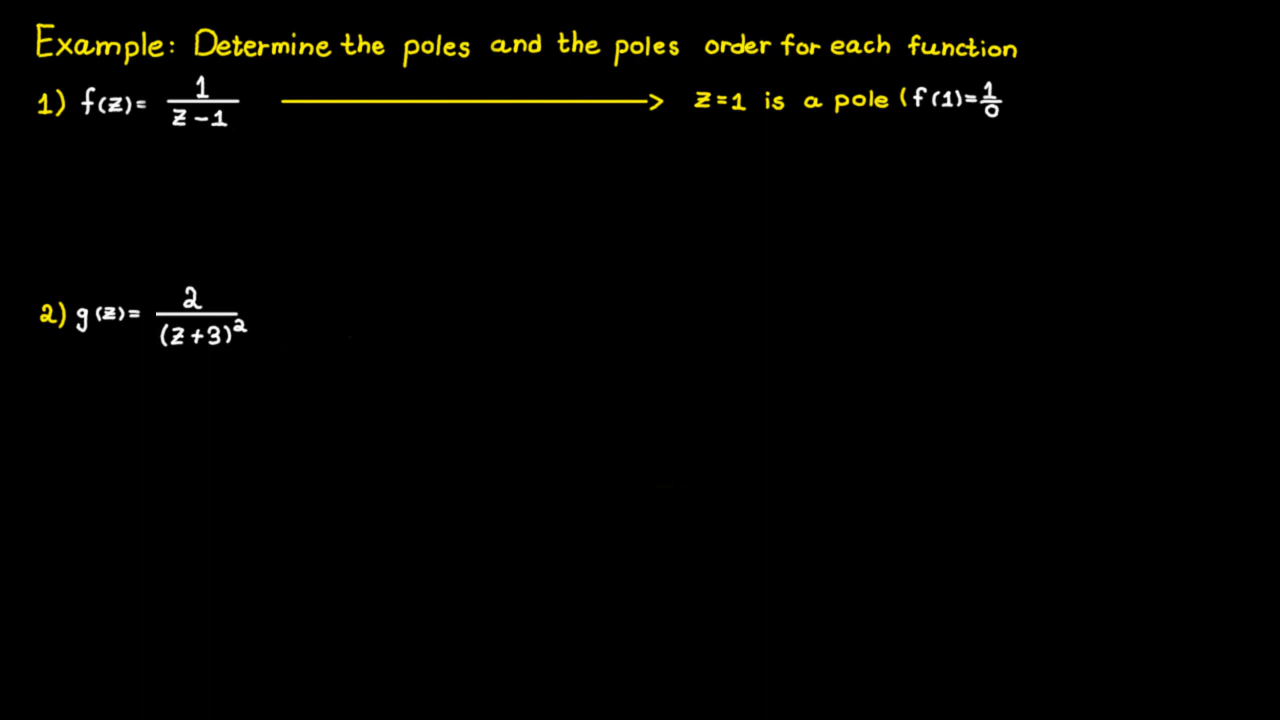 Example: Determine the poles and the poles order for each function
1) f(z)= 1/(z-1) → z=1 is a pole (f(1)=1/0
2) g(z)= 2/(z+3)²